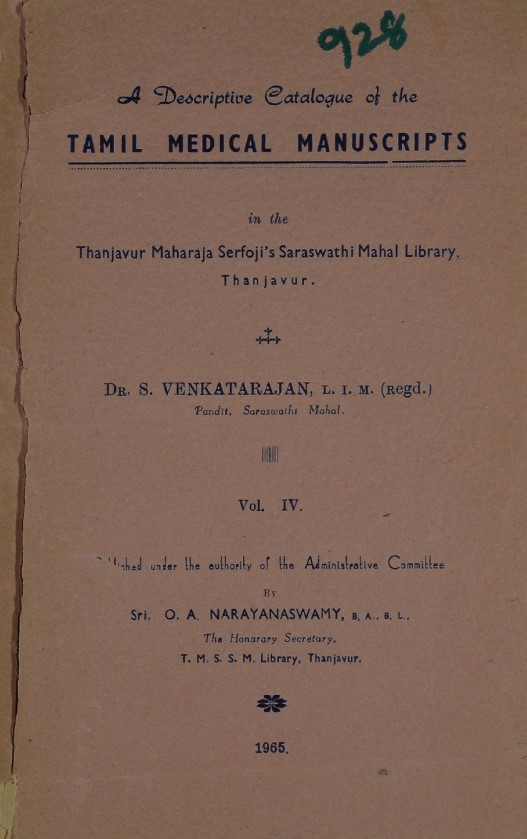 928
A Descriptive Catalogue of the
TAMIL MEDICAL MANUSCRIPTS
in the
Thanjavur Maharaja Serfoji's Saraswathi Mahal Library,
Thanjavur.
DR. S. VENKATARAJAN, L. I. M. (Regd.)
Pandit, Saraswathi Mahal.
Vol. IV.
under the authority of the Administrative Committee
BY
Sri. O. A. NARAYANASWAMY, B, A., B, L.,
The Honarary Secretary,
T. M. S. S. M. Library, Thanjavur.
1965.